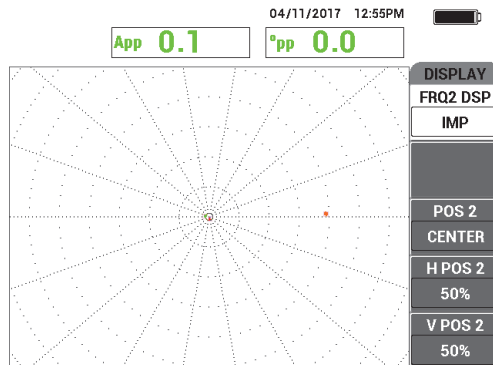 04/11/2017 12:55PM
App 0.1 °pp 0.0
DISPLAY
FRQ2 DSP
IMP
POS 2
CENTER
H POS 2
50%
V POS 2
50%